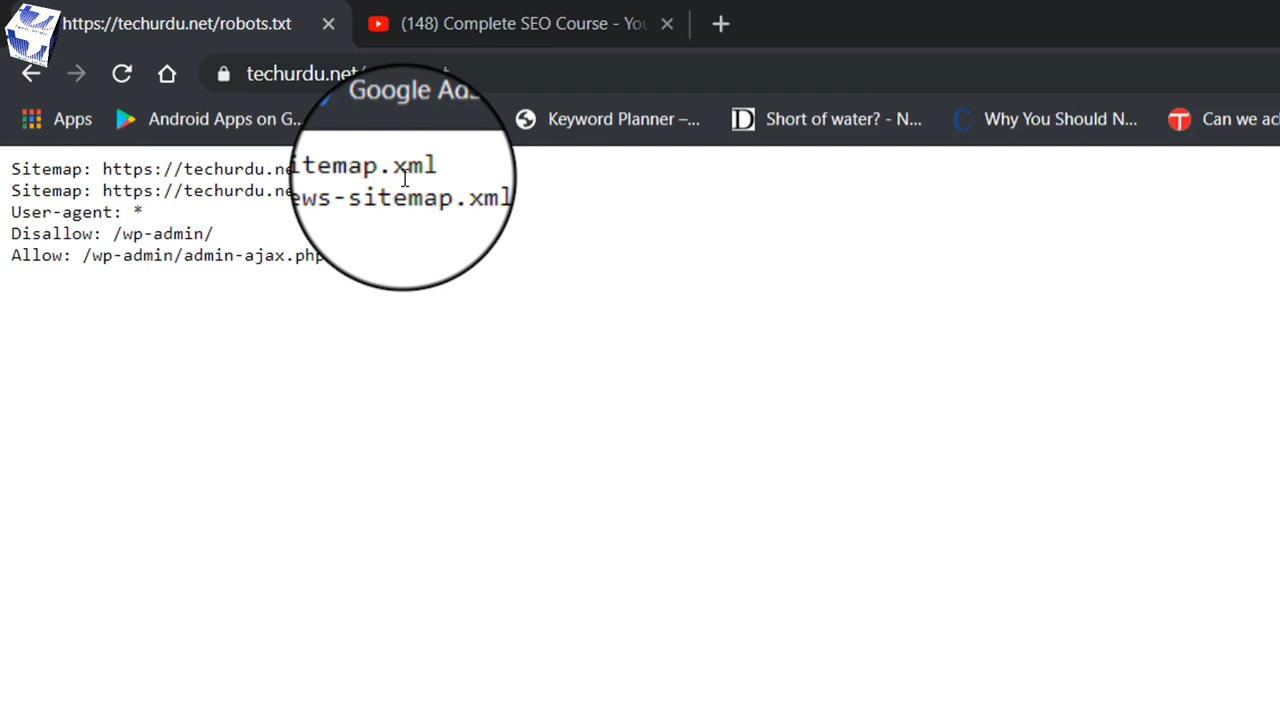 https://techurdu.net/robots.txt
(148) Complete SEO Course - You
techurdu.net/
Google Ads
Apps
Android Apps on G...
Keyword Planner –...
Short of water? - N...
Why You Should N...
Can we ac
Sitemap: https://techurdu.ne itemap.xml
Sitemap: https://techurdu.ne ews-sitemap.xml
User-agent: *
Disallow: /wp-admin/
Allow: /wp-admin/admin-ajax.php